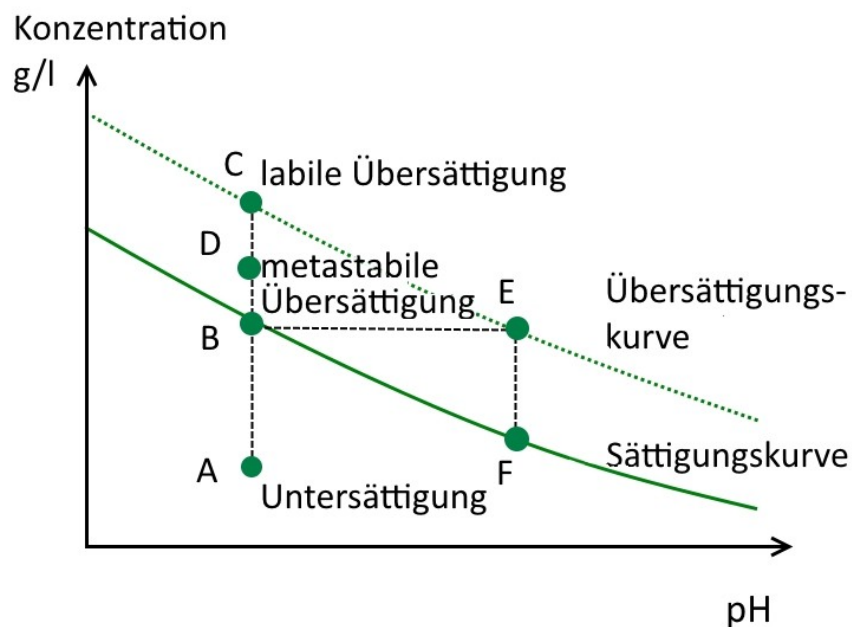 Konzentration
g/l
C
labile Übersättigung
D
metastabile
Übersättigung
E
Übersättigungs-
kurve
B
A
Untersättigung
F
Sättigungskurve
pH